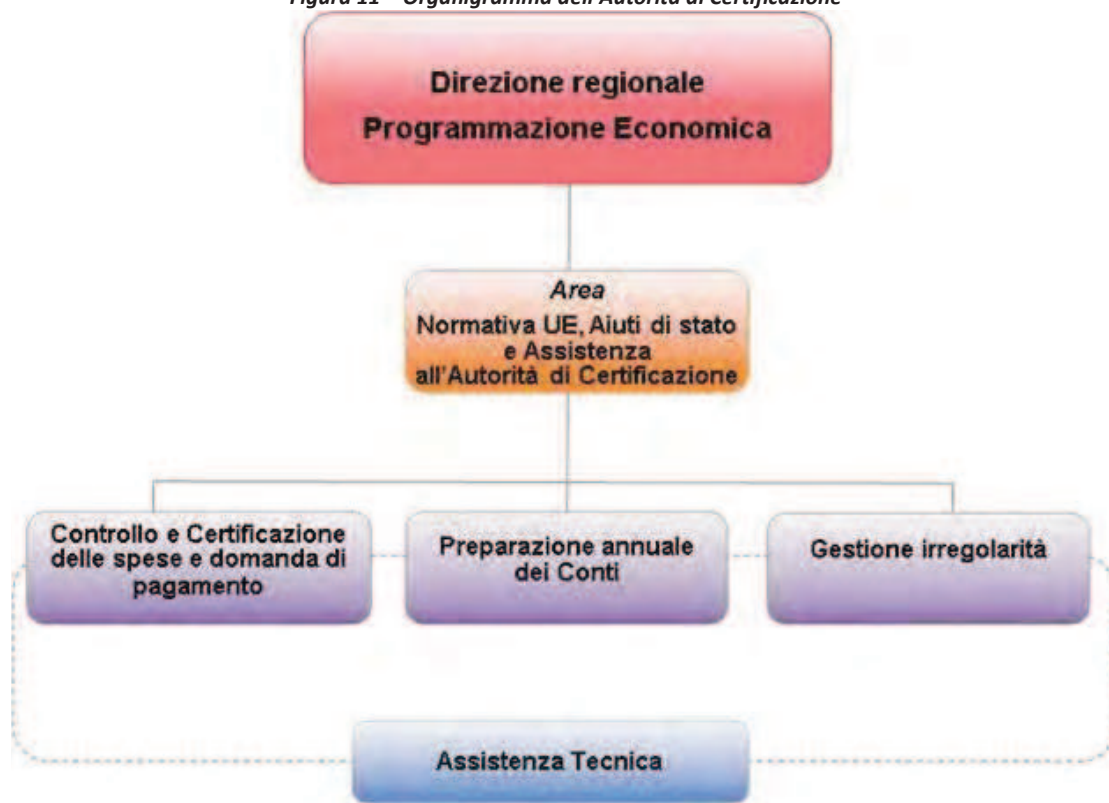 Figura 11 – Organigramma dell'Autorità di Certificazione
Direzione regionale
Programmazione Economica
Area
Normativa UE, Aiuti di stato
e Assistenza
all'Autorità di Certificazione
Controllo e Certificazione
delle spese e domanda di
pagamento
Preparazione annuale
dei Conti
Gestione irregolarità
Assistenza Tecnica